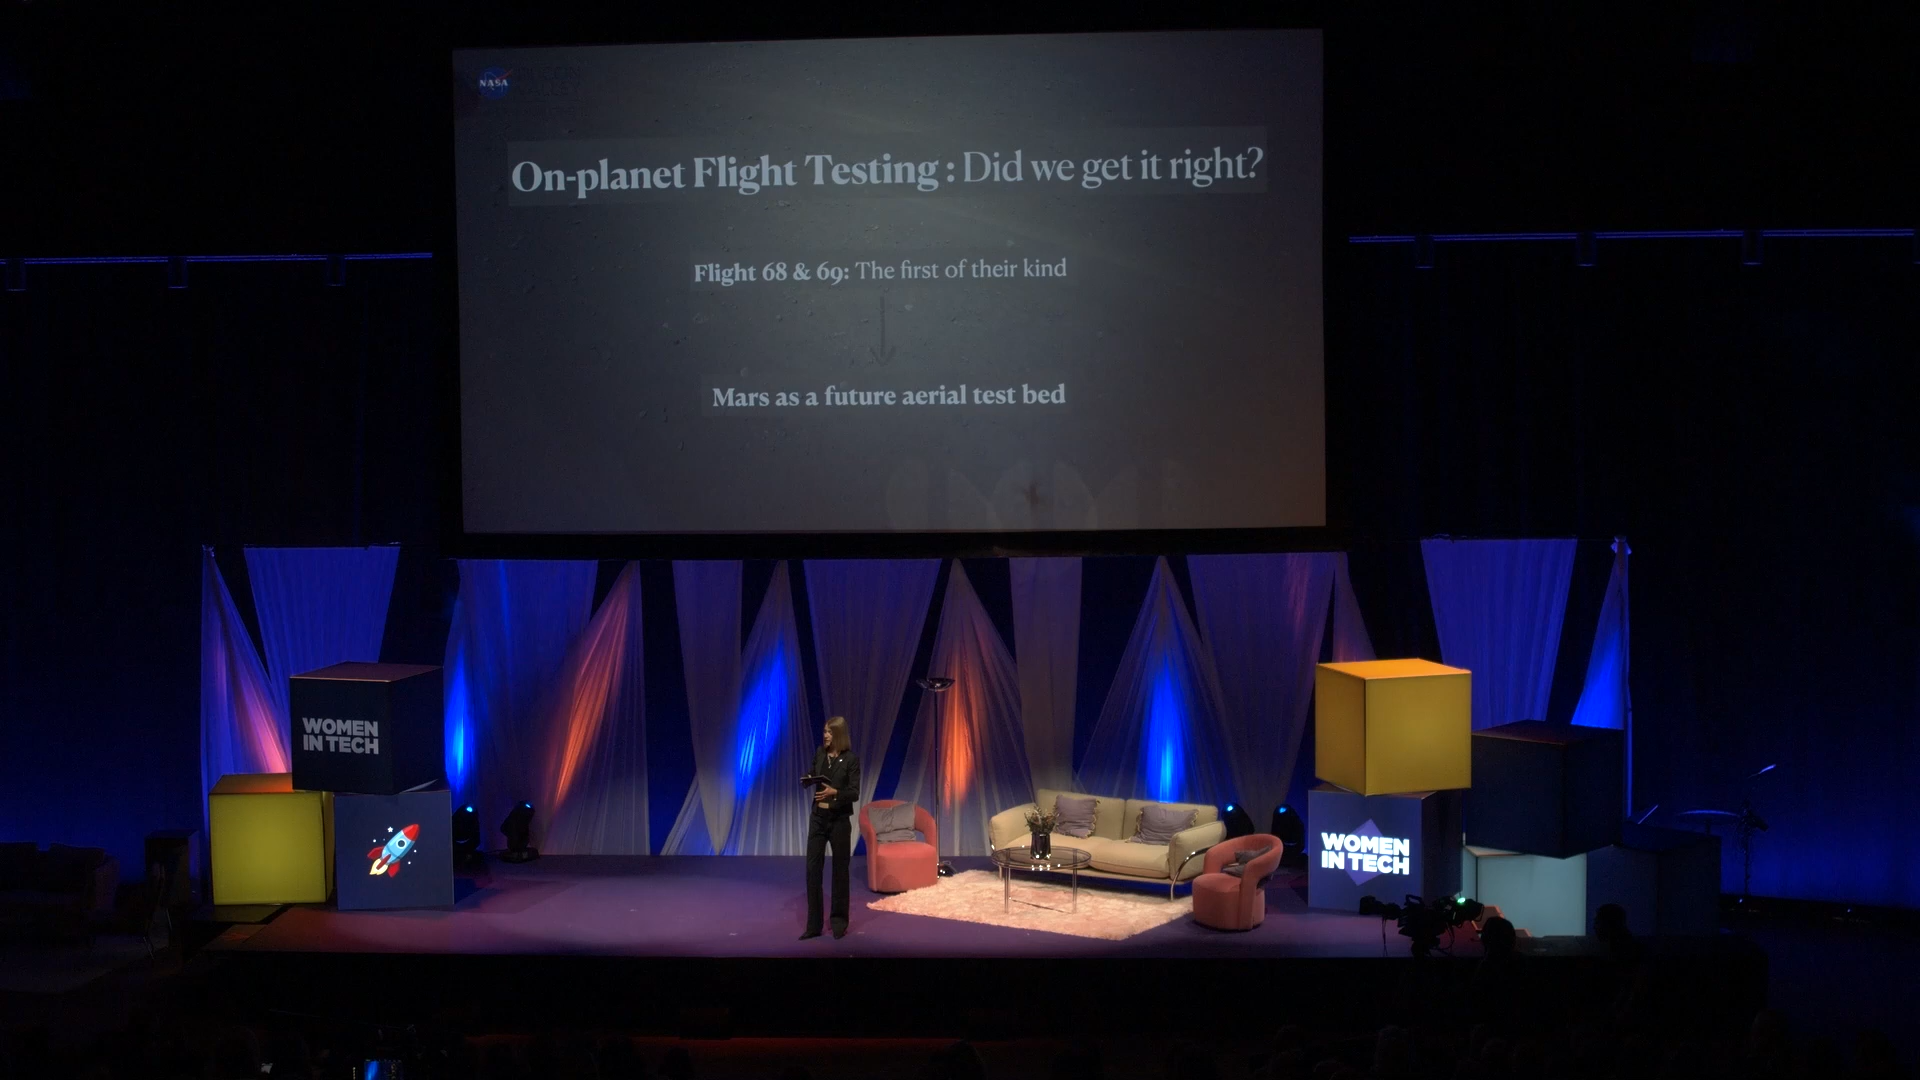 NASA
On-planet Flight Testing : Did we get it right?
Flight 68 & 69: The first of their kind
Mars as a future aerial test bed
WOMEN
IN TECH
WOMEN
IN TECH